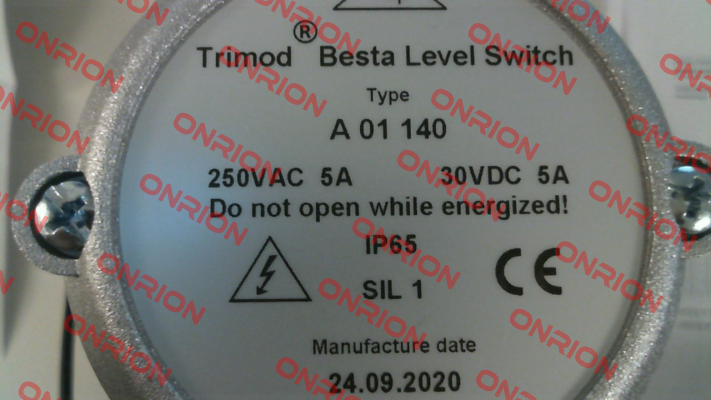 Trimod® Besta Level Switch
Type
A 01 140
250VAC 5A 30VDC 5A
Do not open while energized!
IP65
CE
SIL 1
Manufacture date
24.09.2020
ONRION